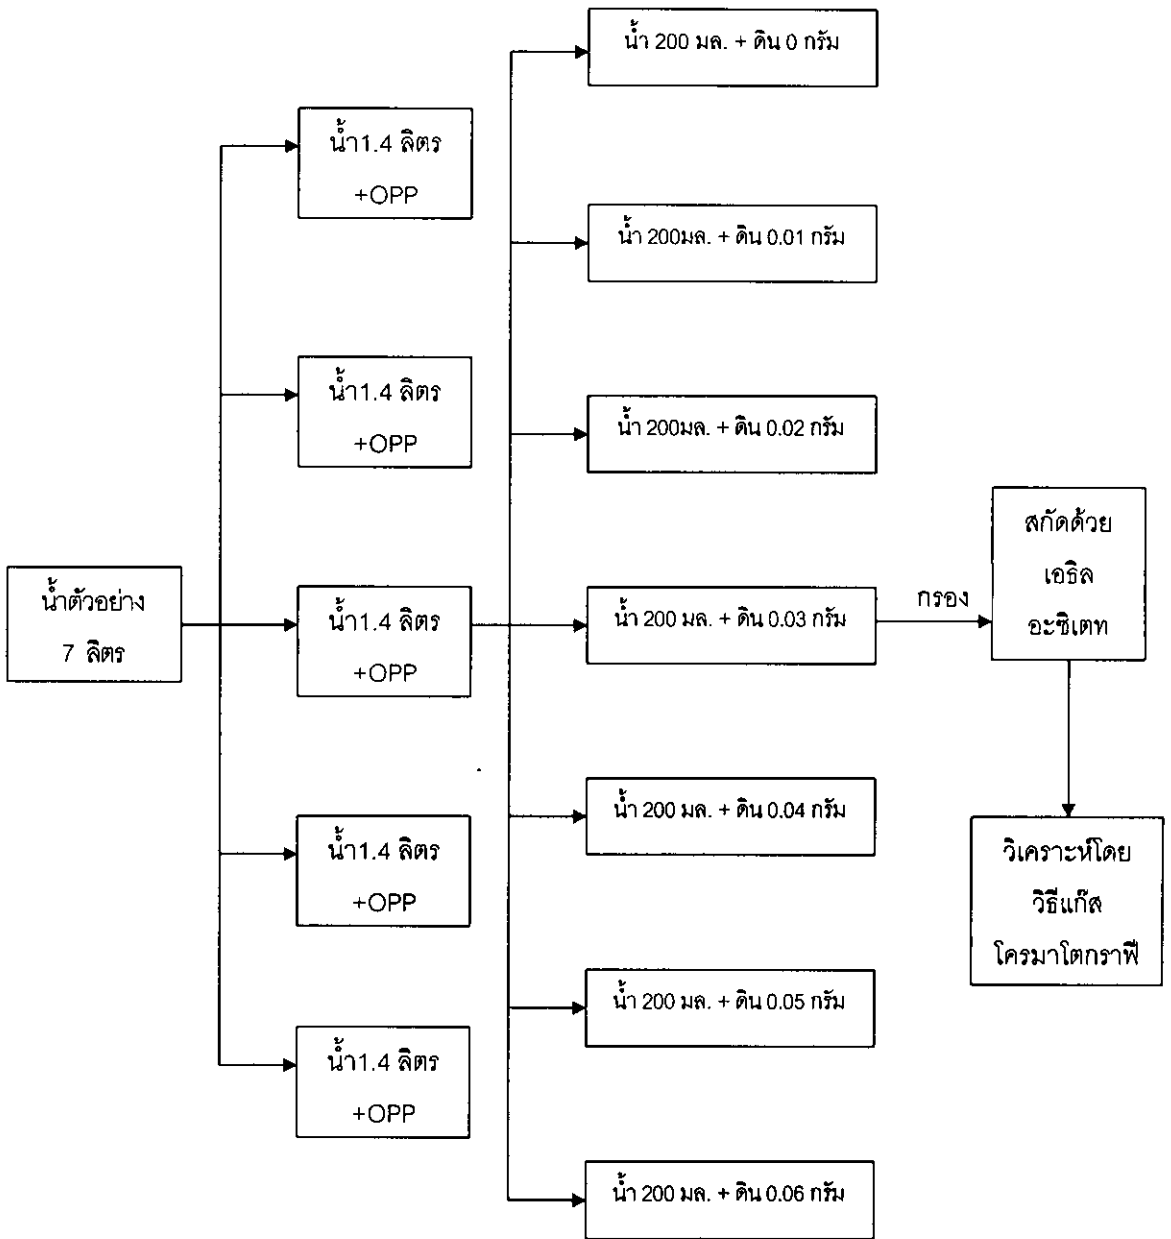 น้ำตัวอย่าง
7 ลิตร
น้ำ1.4 ลิตร
+OPP
น้ำ1.4 ลิตร
+OPP
น้ำ1.4 ลิตร
+OPP
น้ำ1.4 ลิตร
+OPP
น้ำ1.4 ลิตร
+OPP
น้ำ 200 มล. + ดิน 0 กรัม
น้ำ 200มล. + ดิน 0.01 กรัม
น้ำ 200มล. + ดิน 0.02 กรัม
น้ำ 200 มล. + ดิน 0.03 กรัม
น้ำ 200 มล. + ดิน 0.04 กรัม
น้ำ 200 มล. + ดิน 0.05 กรัม
น้ำ 200 มล. + ดิน 0.06 กรัม
กรอง
สกัดด้วย
เอธิล
อะซิเตท
วิเคราะห์โดย
วิธีแก๊ส
โครมาโตกราฟี